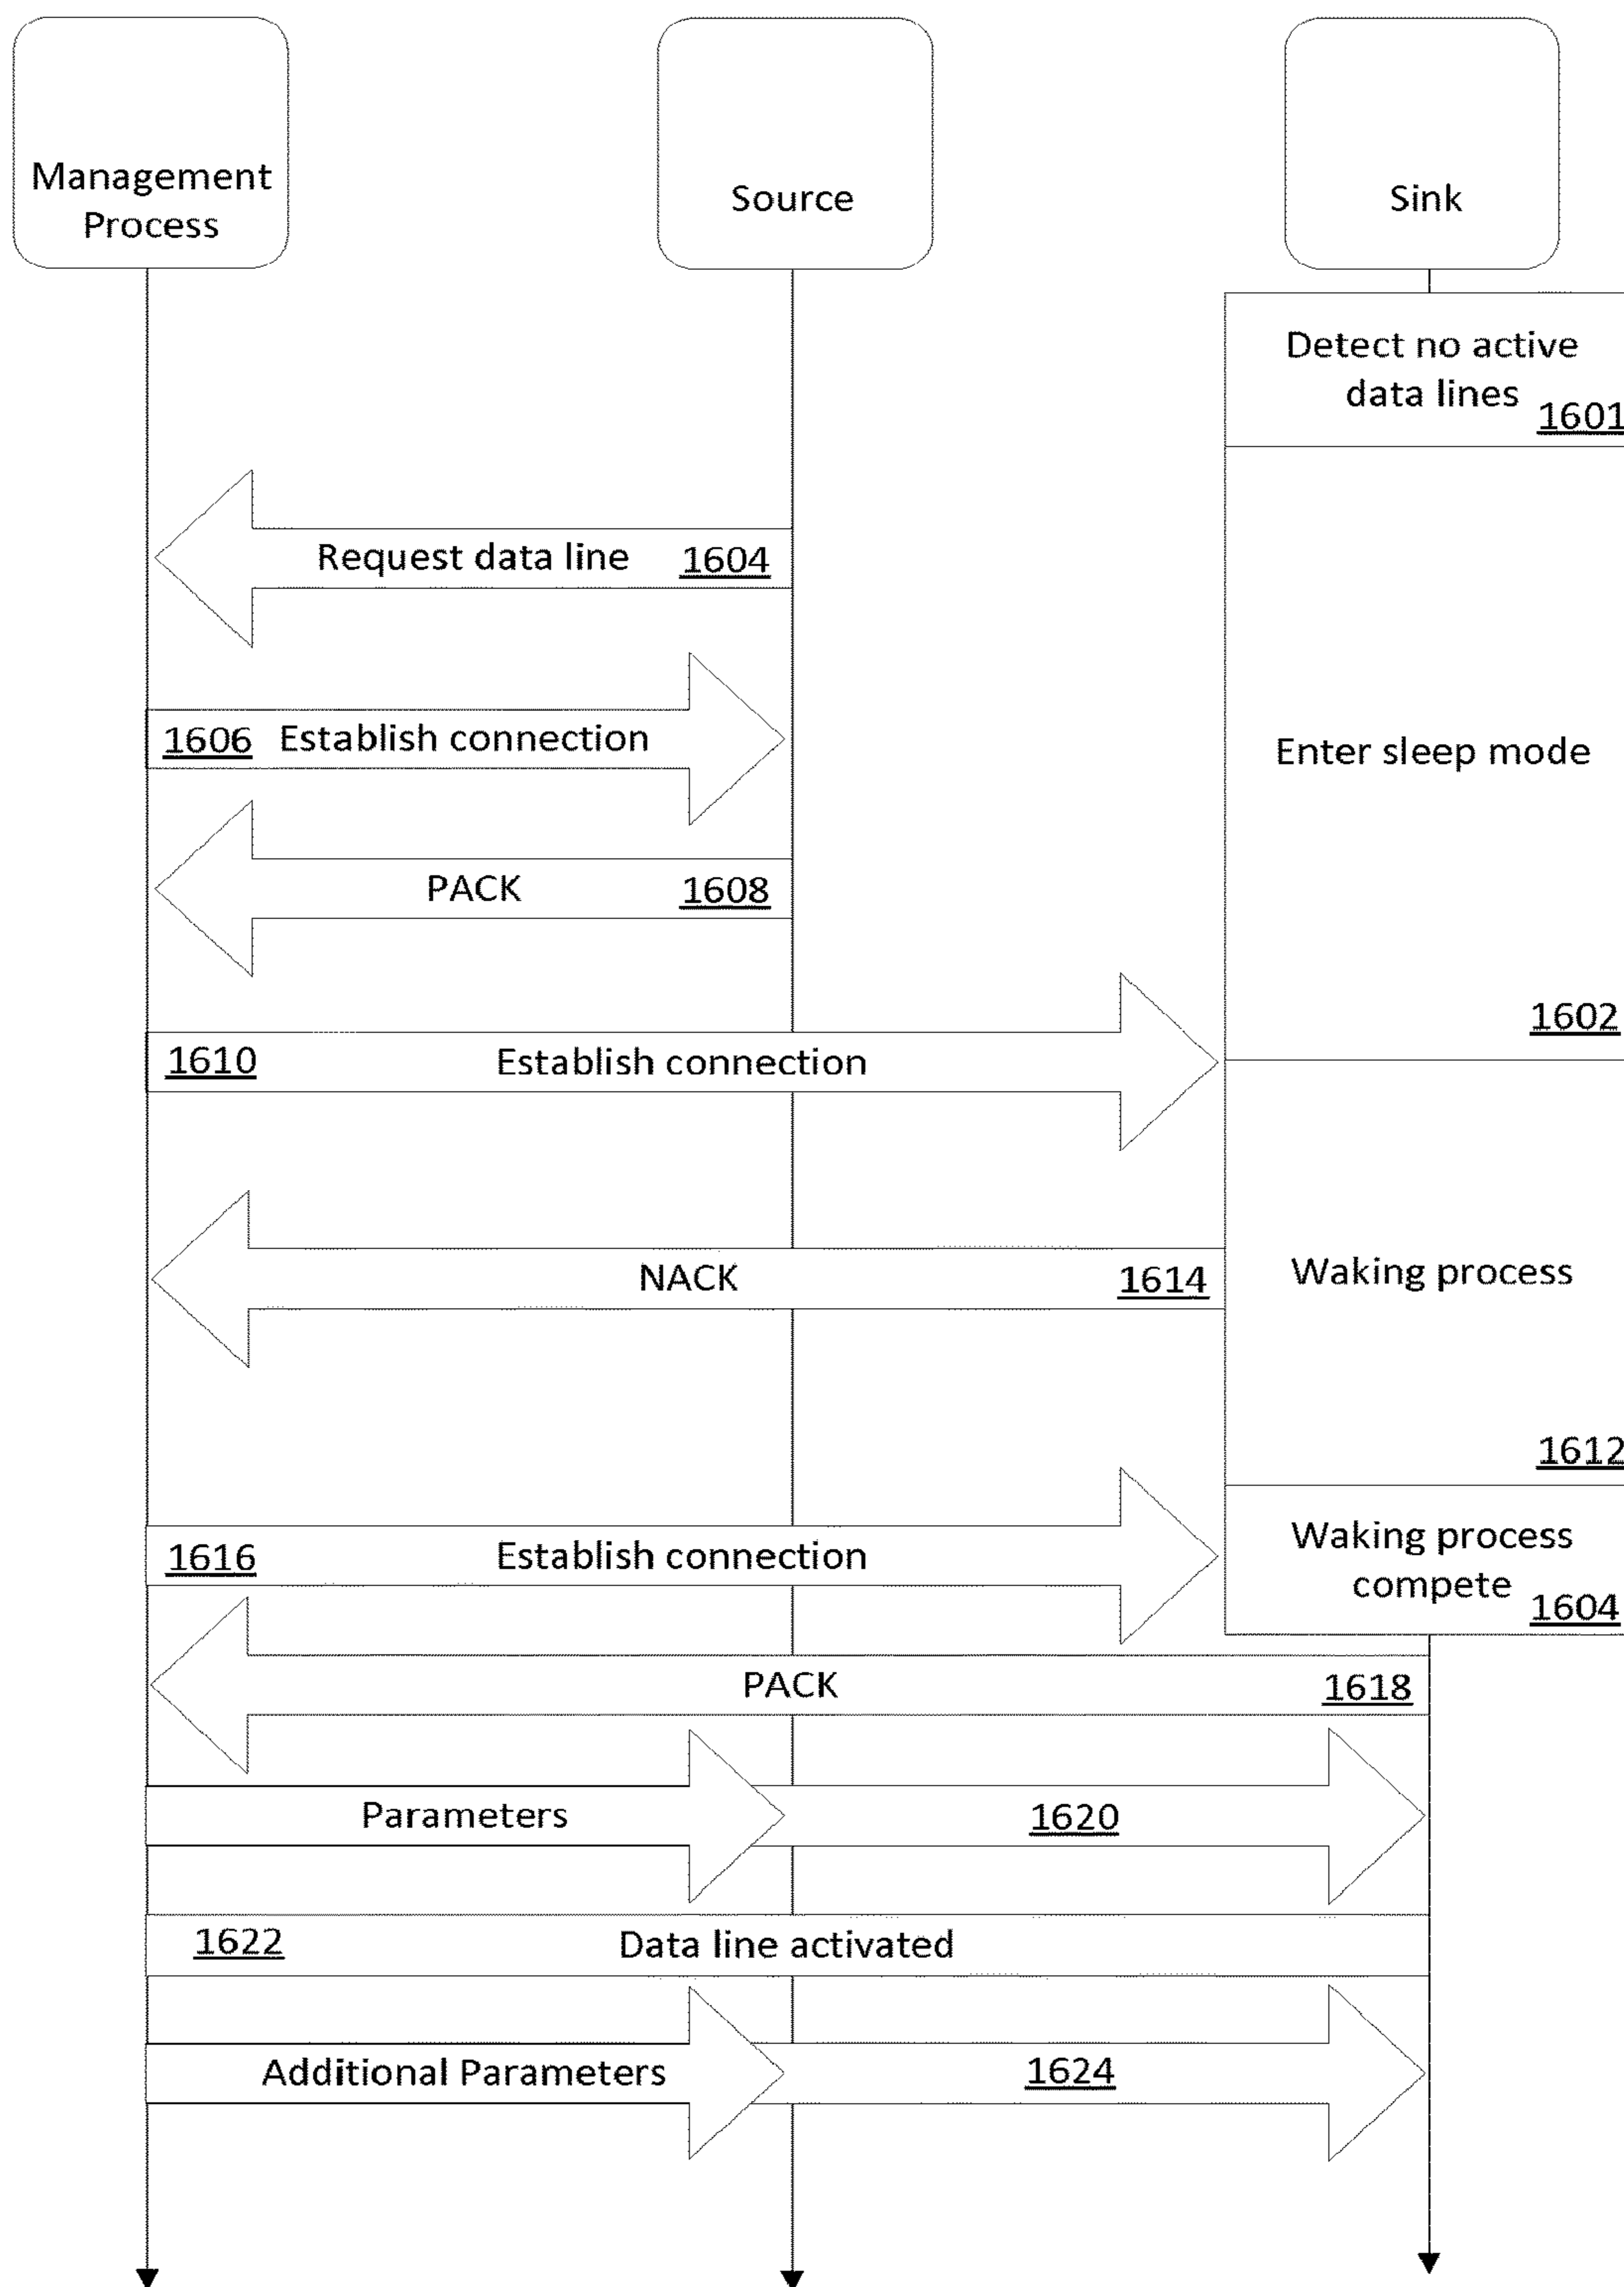 Management
Process
Source
Sink
Detect no active
data lines 1601
Request data line 1604
1606 Establish connection
Enter sleep mode
PACK 1608
1602
1610 Establish connection
NACK 1614
Waking process
1612
1616 Establish connection
Waking process
compete 1604
PACK 1618
Parameters 1620
1622 Data line activated
Additional Parameters 1624